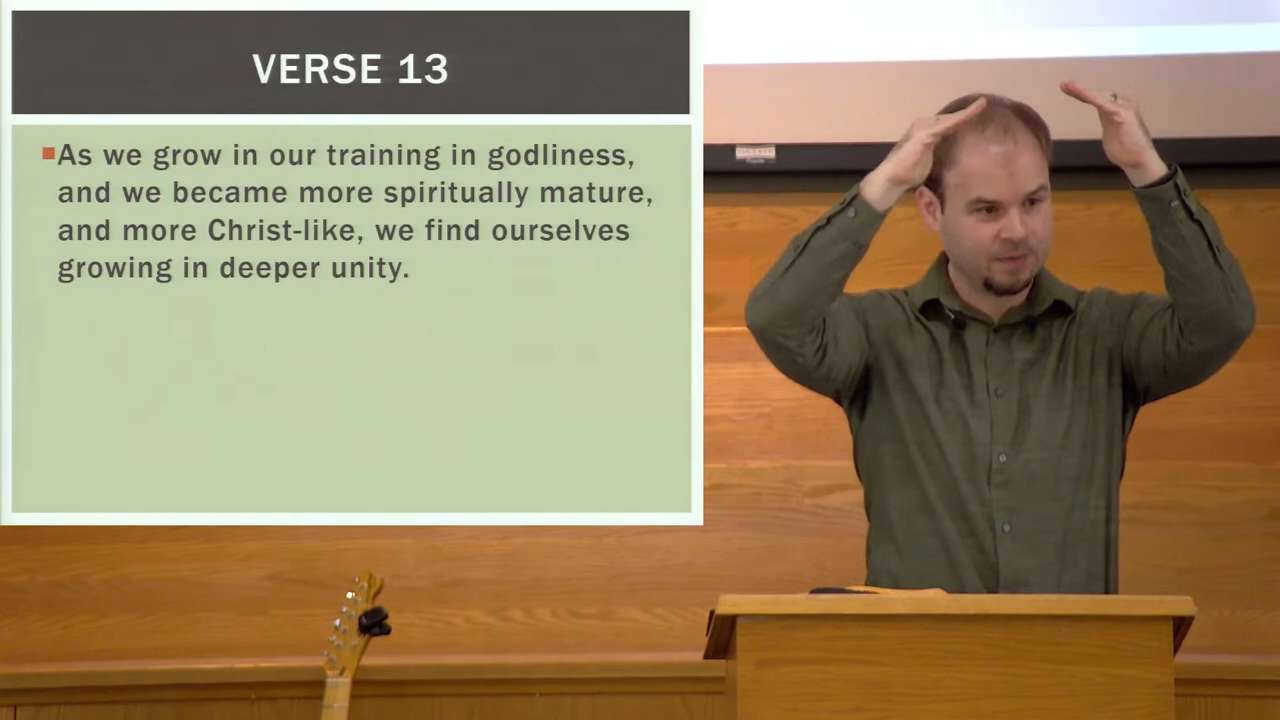 VERSE 13
As we grow in our training in godliness,
and we became more spiritually mature,
and more Christ-like, we find ourselves
growing in deeper unity.